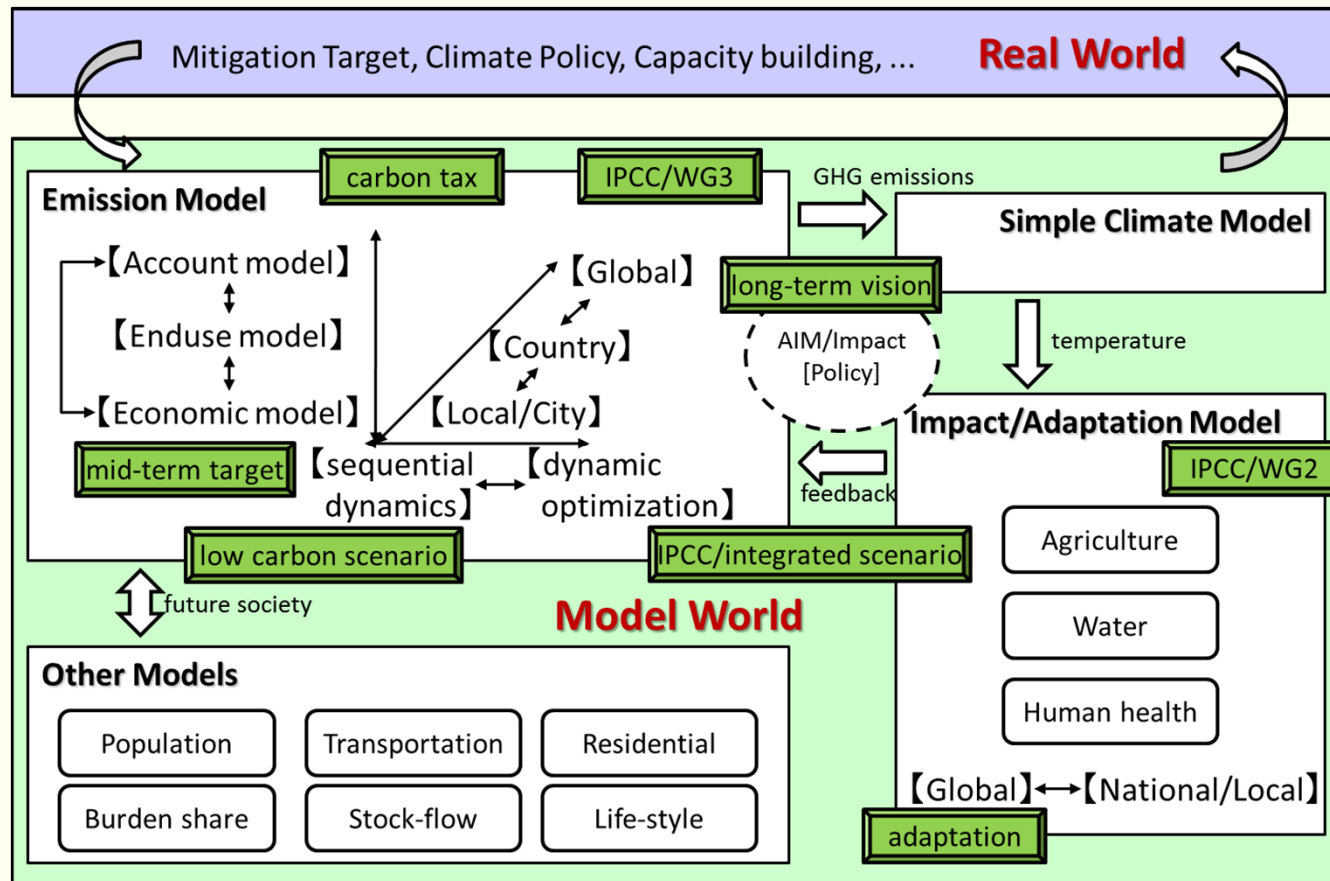 Mitigation Target, Climate Policy, Capacity building, ...
Real World
carbon tax
IPCC/WG3
Emission Model
【Account model】
【Enduse model】
【Economic model】
【Global】
【Country】
【Local/City】
mid-term target
【sequential
dynamics】
【dynamic
optimization】
low carbon scenario
IPCC/integrated scenario
GHG emissions
Simple Climate Model
long-term vision
AIM/Impact
[Policy]
temperature
Impact/Adaptation Model
IPCC/WG2
feedback
Agriculture
Water
Human health
【Global】
【National/Local】
adaptation
future society
Model World
Other Models
Population
Transportation
Residential
Burden share
Stock-flow
Life-style